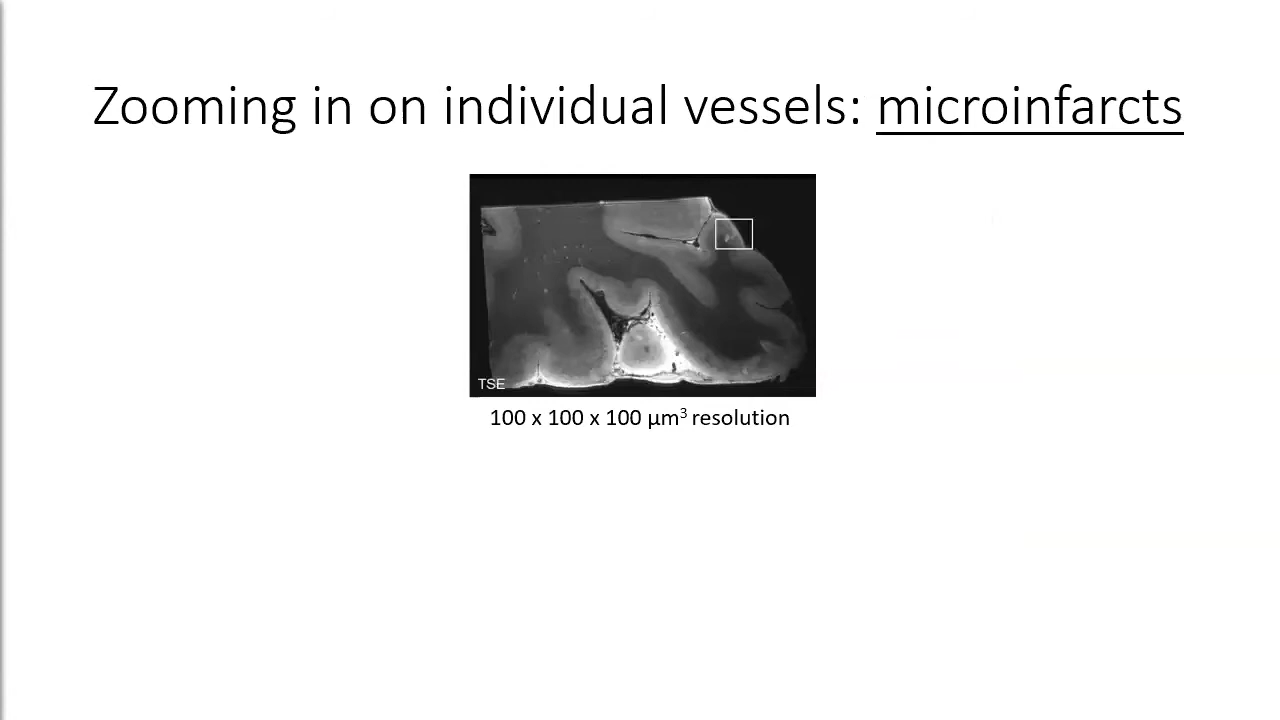 Zooming in on individual vessels: microinfarcts
TSE
100 x 100 x 100 µm³ resolution